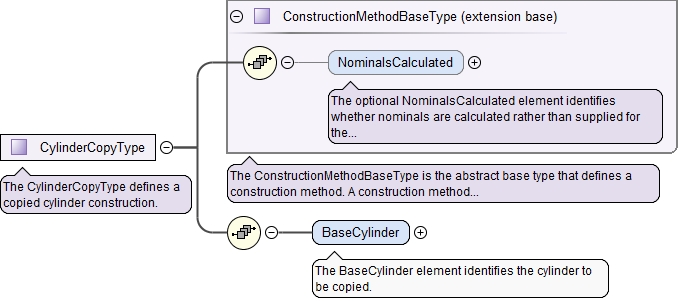 ConstructionMethodBaseType (extension base)
NominalsCalculated
The optional NominalsCalculated element identifies
whether nominals are calculated rather than supplied for
the...
CylinderCopyType
The CylinderCopyType defines a
copied cylinder construction.
The ConstructionMethodBaseType is the abstract base type that defines a
construction method. A construction method...
BaseCylinder
The BaseCylinder element identifies the cylinder to
be copied.